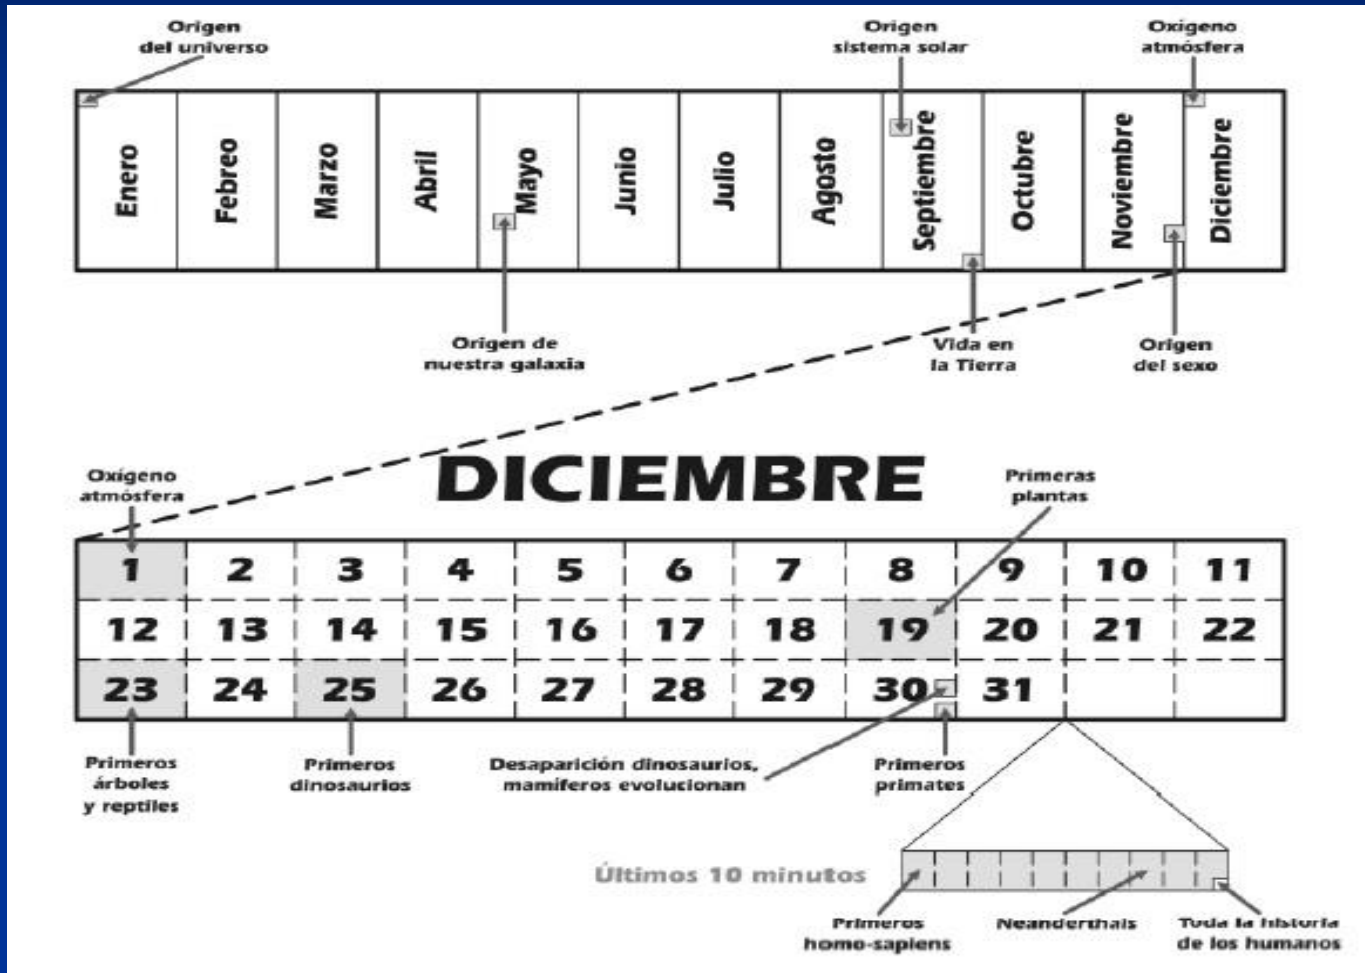 Origen
del universo
Origen
sistema solar
Oxígeno
atmósfera
Enero
Febreo
Marzo
Abril
Mayo
Junio
Julio
Agosto
Septiembre
Octubre
Noviembre
Diciembre
Origen de
nuestra galaxia
Vida en
la Tierra
Origen
del sexo
DICIEMBRE
Oxígeno
atmósfera
Primeras
plantas
1 2 3 4 5 6 7 8 9 10 11
12 13 14 15 16 17 18 19 20 21 22
23 24 25 26 27 28 29 30 31
Primeros
árboles
y reptiles
Primeros
dinosaurios
Desaparición dinosaurios,
mamíferos evolucionan
Primeros
primates
Últimos 10 minutos
Primeros
homo-sapiens
Neanderthals
Toda la historia
de los humanos